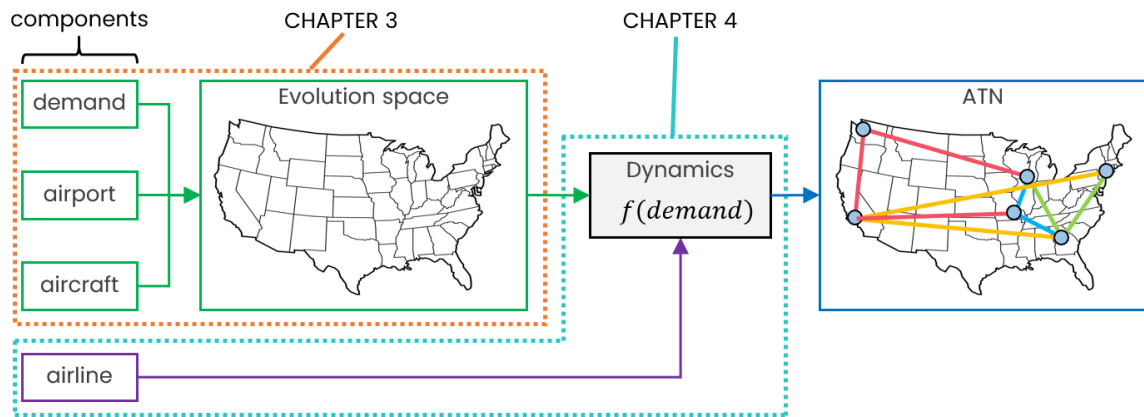 components
CHAPTER 3
CHAPTER 4
demand
airport
aircraft
airline
Evolution space
Dynamics
f(demand)
ATN